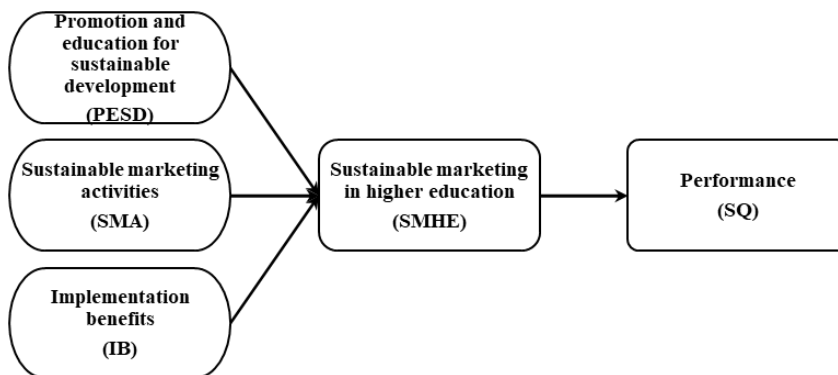 Promotion and
education for
sustainable
development
(PESD)
Sustainable marketing
activities
(SMA)
Implementation
benefits
(IB)
Sustainable marketing
in higher education
(SMHE)
Performance
(SQ)